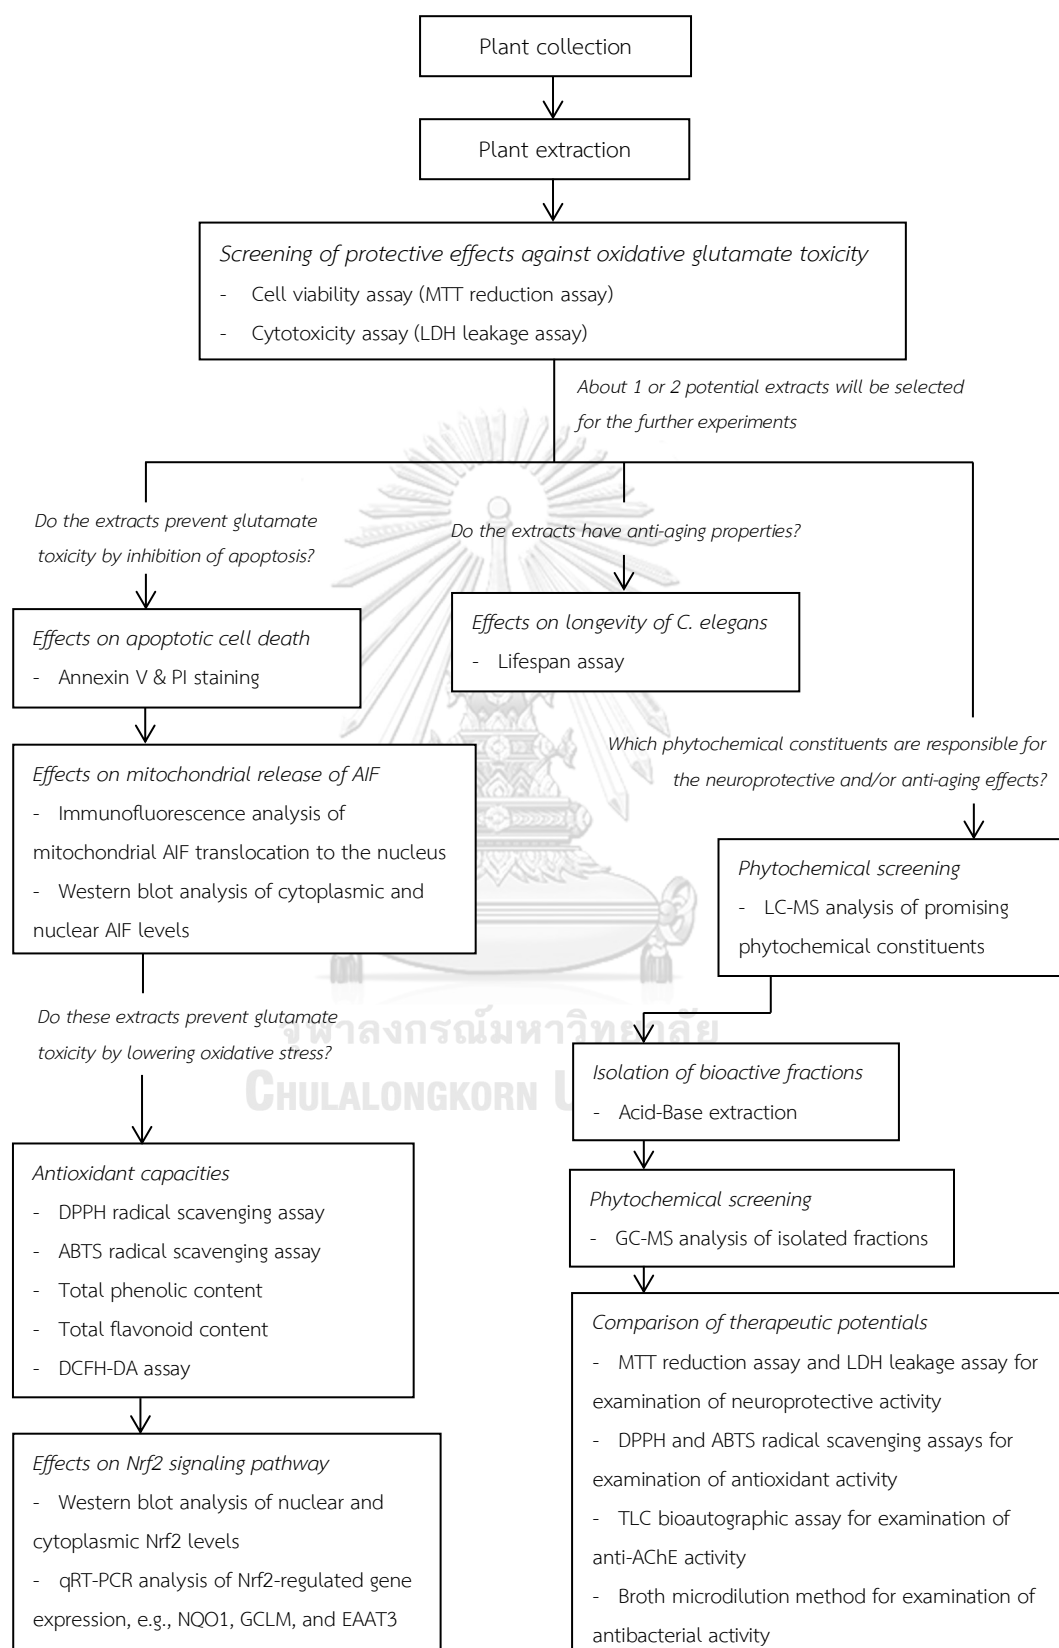 Plant collection
Plant extraction
Screening of protective effects against oxidative glutamate toxicity
- Cell viability assay (MTT reduction assay)
- Cytotoxicity assay (LDH leakage assay)
About 1 or 2 potential extracts will be selected
for the further experiments
Do the extracts prevent glutamate
toxicity by inhibition of apoptosis?
Effects on apoptotic cell death
- Annexin V & PI staining
Effects on mitochondrial release of AIF
- Immunofluorescence analysis of
mitochondrial AIF translocation to the nucleus
- Western blot analysis of cytoplasmic and
nuclear AIF levels
Do these extracts prevent glutamate
toxicity by lowering oxidative stress?
Antioxidant capacities
- DPPH radical scavenging assay
- ABTS radical scavenging assay
- Total phenolic content
- Total flavonoid content
- DCFH-DA assay
Effects on Nrf2 signaling pathway
- Western blot analysis of nuclear and
cytoplasmic Nrf2 levels
- qRT-PCR analysis of Nrf2-regulated gene
expression, e.g., NQO1, GCLM, and EAAT3
Do the extracts have anti-aging properties?
Effects on longevity of C. elegans
- Lifespan assay
Which phytochemical constituents are responsible for
the neuroprotective and/or anti-aging effects?
Phytochemical screening
- LC-MS analysis of promising
phytochemical constituents
Isolation of bioactive fractions
- Acid-Base extraction
Phytochemical screening
- GC-MS analysis of isolated fractions
Comparison of therapeutic potentials
- MTT reduction assay and LDH leakage assay for
examination of neuroprotective activity
- DPPH and ABTS radical scavenging assays for
examination of antioxidant activity
- TLC bioautographic assay for examination of
anti-AChE activity
- Broth microdilution method for examination of
antibacterial activity
จุฬาลงกรณ์มหาวิทยาลัย
CHULALONGKORN U